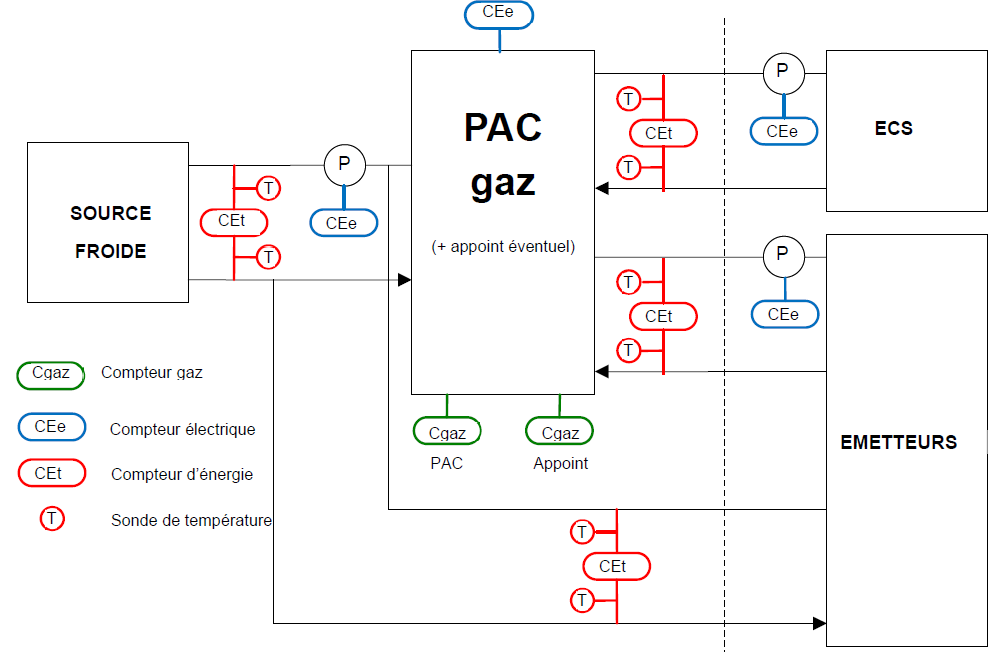 CEe
PAC
gaz
(+ appoint éventuel)
SOURCE
FROIDE
T
CEt
T
P
CEe
T
CEt
T
P
CEe
ECS
T
CEt
T
P
CEe
EMETTEURS
Cgaz
PAC
Cgaz
Appoint
Cgaz Compteur gaz
CEe Compteur électrique
CEt Compteur d'énergie
T Sonde de température
T
CEt
T